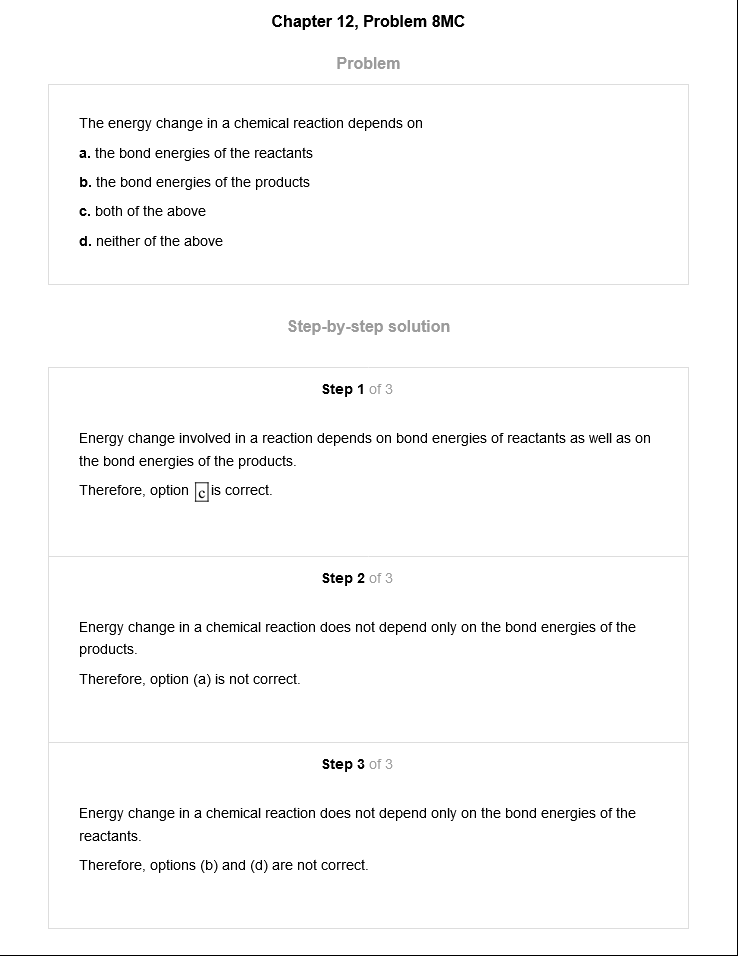 Chapter 12, Problem 8MC
Problem
The energy change in a chemical reaction depends on
a. the bond energies of the reactants
b. the bond energies of the products
c. both of the above
d. neither of the above
Step-by-step solution
Step 1 of 3
Energy change involved in a reaction depends on bond energies of reactants as well as on
the bond energies of the products.
Therefore, option c is correct.
Step 2 of 3
Energy change in a chemical reaction does not depend only on the bond energies of the
products.
Therefore, option (a) is not correct.
Step 3 of 3
Energy change in a chemical reaction does not depend only on the bond energies of the
reactants.
Therefore, options (b) and (d) are not correct.